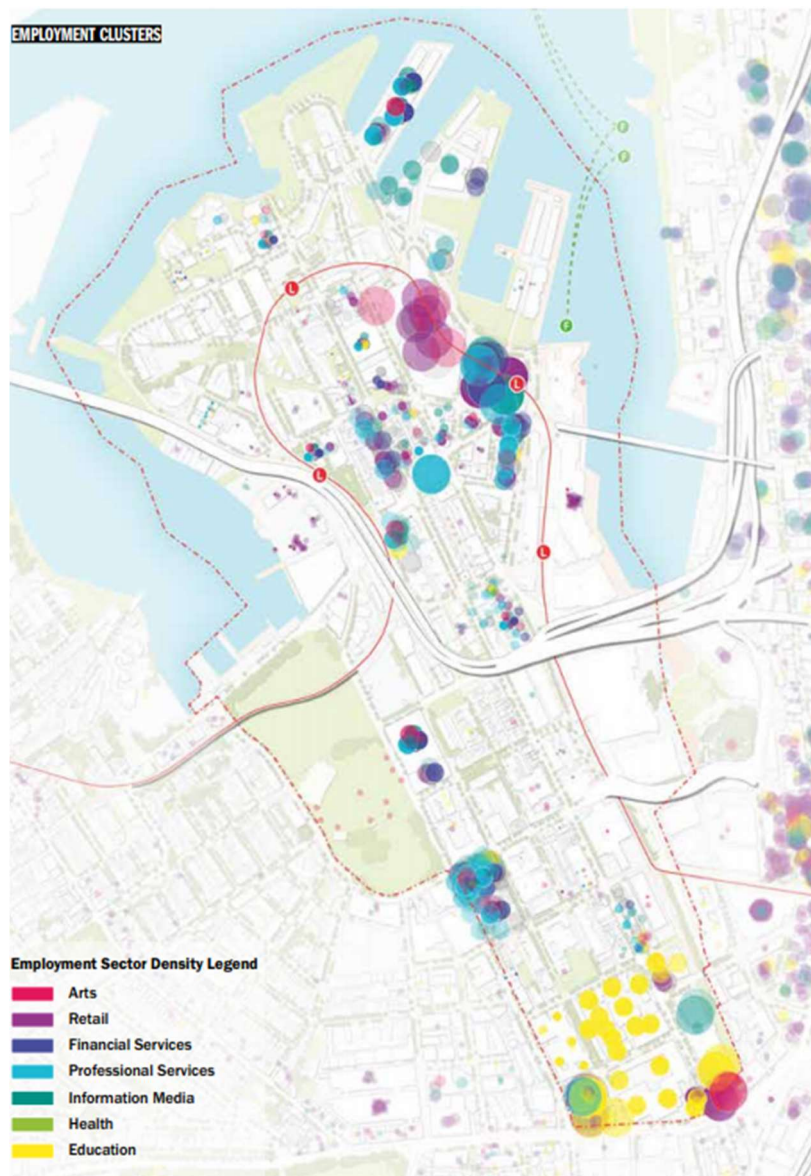 EMPLOYMENT CLUSTERS
F
F
L
F
L
L
L
Employment Sector Density Legend
Arts
Retail
Financial Services
Professional Services
Information Media
Health
Education